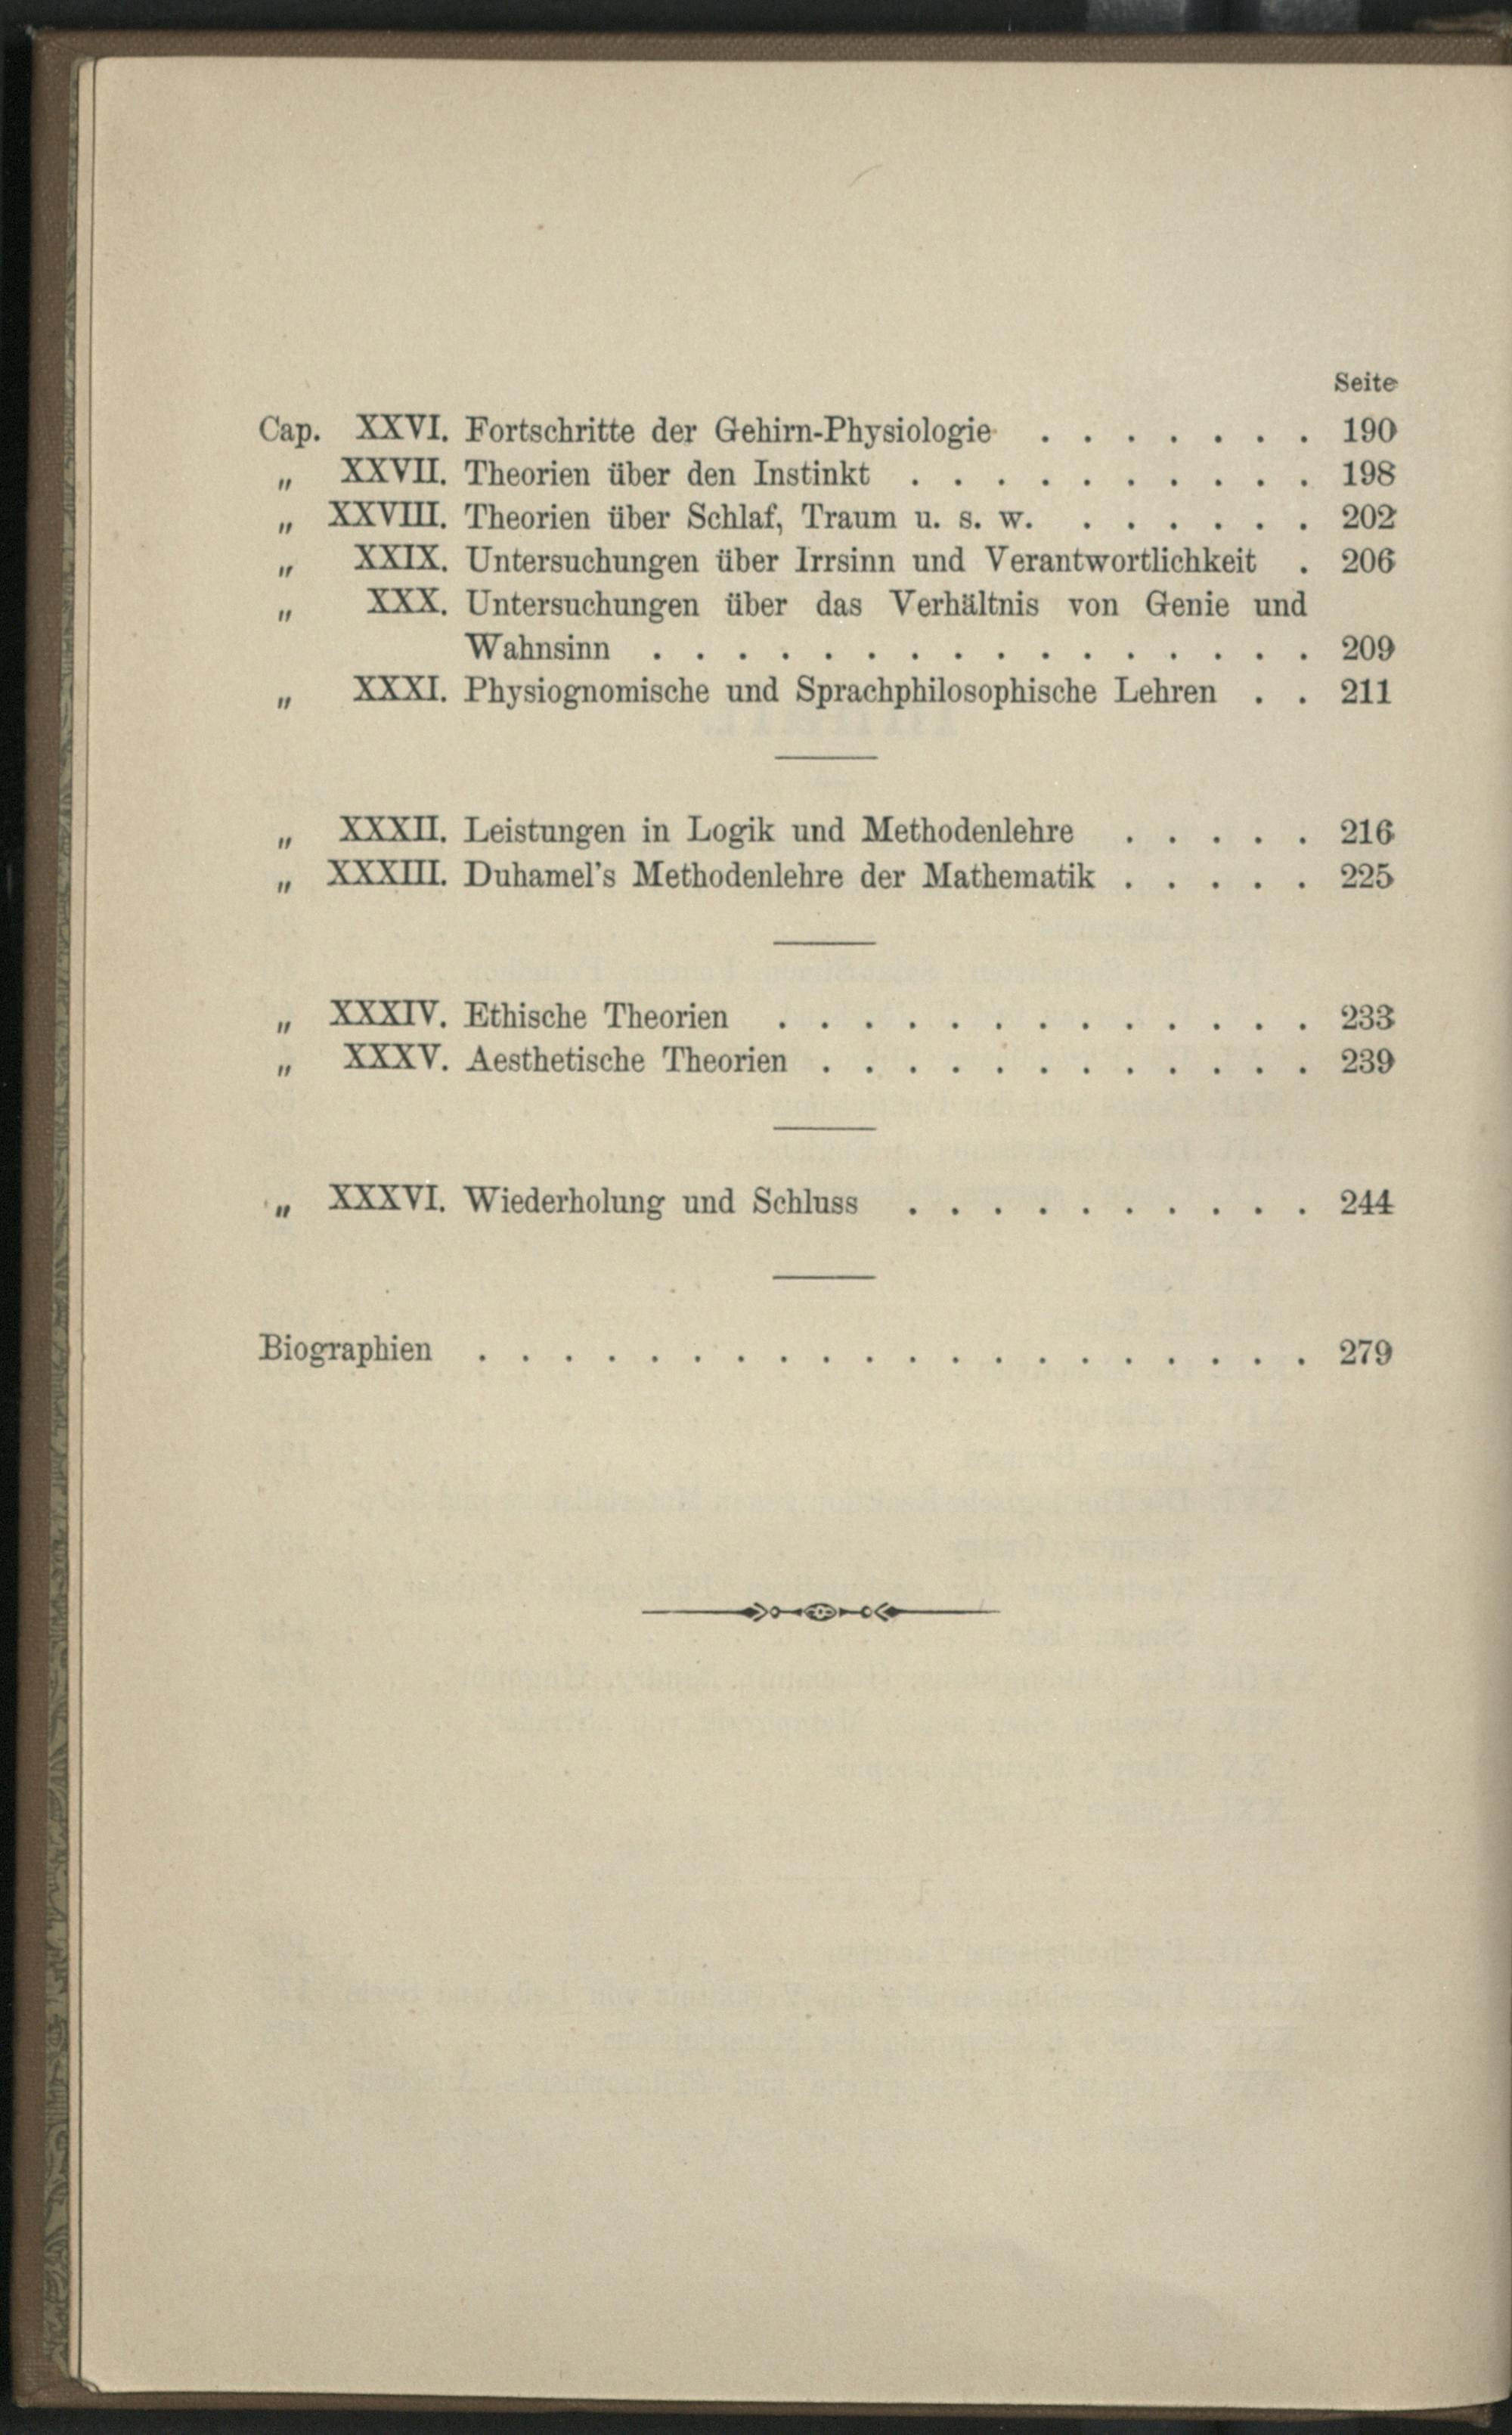 Seite
Cap. XXVI. Fortschritte der Gehirn-Physiologie . . . . . . . 190
„ XXVII. Theorien über den Instinkt . . . . . . . . . . 198
„ XXVIII. Theorien über Schlaf, Traum u. s. w. . . . . . . 202
„ XXIX. Untersuchungen über Irrsinn und Verantwortlichkeit . 206
„ XXX. Untersuchungen über das Verhältnis von Genie und
Wahnsinn . . . . . . . . . . . . . . . . 209
„ XXXI. Physiognomische und Sprachphilosophische Lehren . . 211
„ XXXII. Leistungen in Logik und Methodenlehre . . . . . 216
„ XXXIII. Duhamel's Methodenlehre der Mathematik . . . . . 225
„ XXXIV. Ethische Theorien . . . . . . . . . . . . . 233
„ XXXV. Aesthetische Theorien . . . . . . . . . . . . 239
„ XXXVI. Wiederholung und Schluss . . . . . . . . . . 244
Biographien . . . . . . . . . . . . . . . . . . . . 279